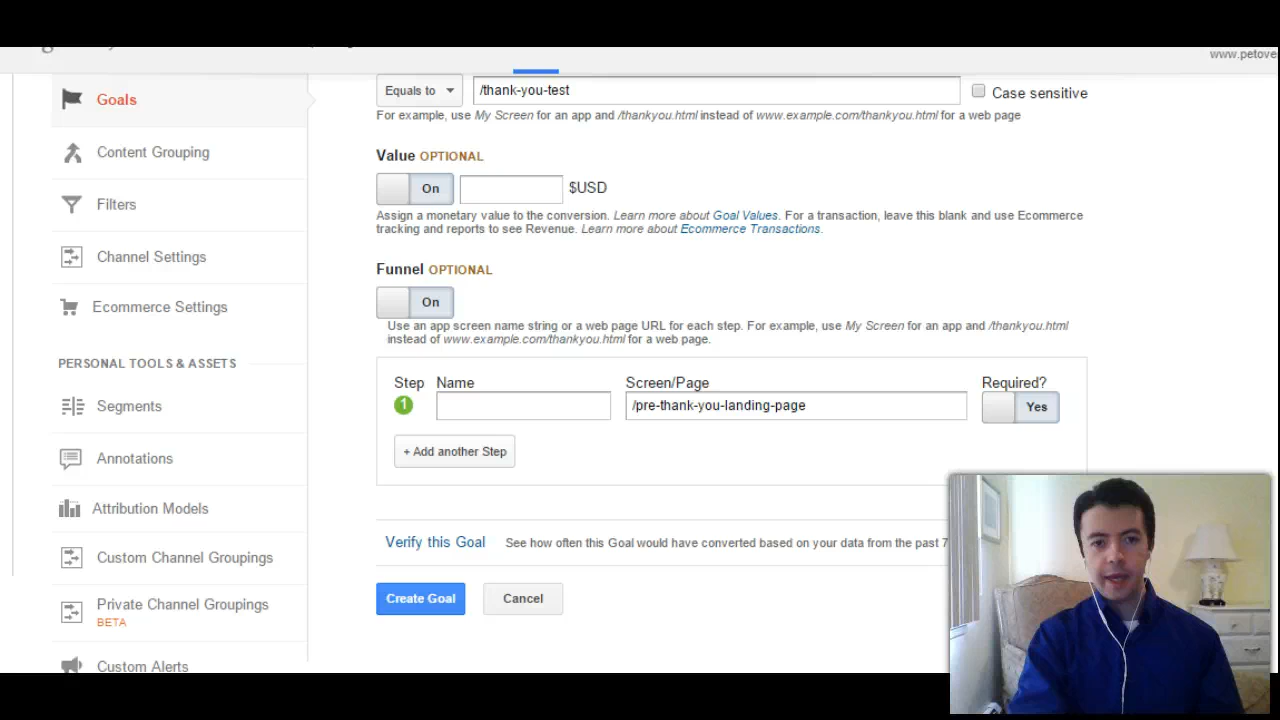 www.petove
Goals
Equals to /thank-you-test Case sensitive
For example, use My Screen for an app and /thankyou.html instead of www.example.com/thankyou.html for a web page
Content Grouping
Value OPTIONAL
On $USD
Filters
Assign a monetary value to the conversion. Learn more about Goal Values. For a transaction, leave this blank and use Ecommerce
tracking and reports to see Revenue. Learn more about Ecommerce Transactions.
Channel Settings
Funnel OPTIONAL
On
Ecommerce Settings
Use an app screen name string or a web page URL for each step. For example, use My Screen for an app and /thankyou.html
instead of www.example.com/thankyou.html for a web page.
PERSONAL TOOLS & ASSETS
Step Name Screen/Page Required?
1 /pre-thank-you-landing-page Yes
Segments
+ Add another Step
Annotations
Attribution Models
Verify this Goal See how often this Goal would have converted based on your data from the past 7
Custom Channel Groupings
Create Goal Cancel
Private Channel Groupings
BETA
Custom Alerts